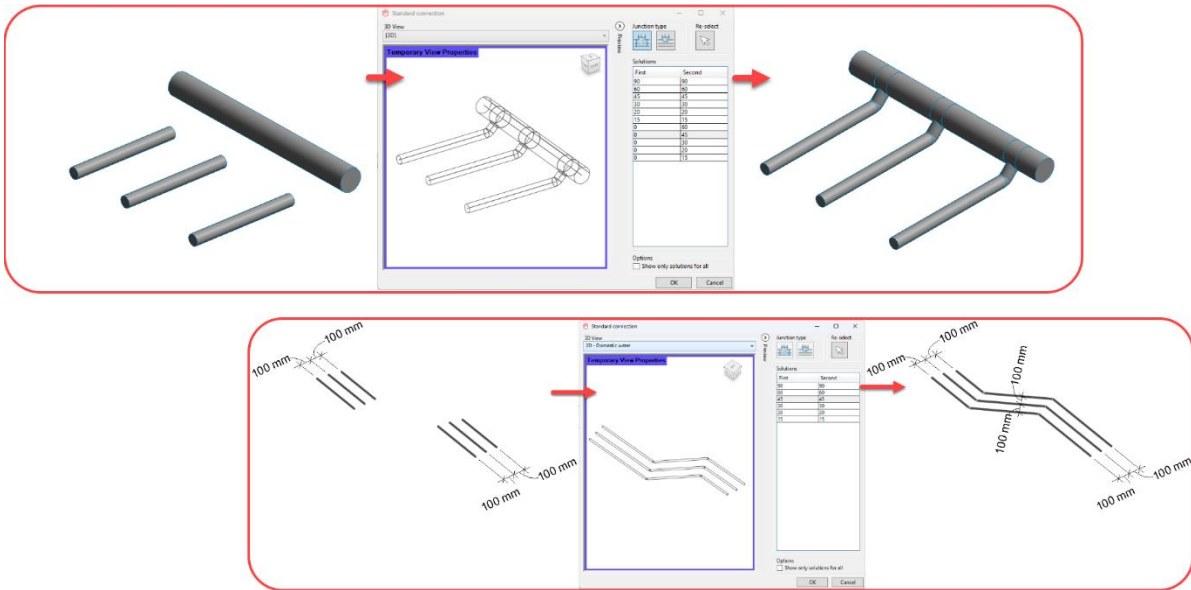 Standard connection
3D View
{3D}
Preview
Junction type
Re-select
Temporary View Properties
Solutions
First Second
90 90
60 60
45 45
30 30
20 20
15 15
0 60
0 45
0 30
0 20
0 15
Options
Show only solutions for all
OK Cancel
100 mm
100 mm
100 mm
100 mm
Standard connection
3D View
3D - Domestic water
Preview
Junction type
Re-select
Temporary View Properties
Solutions
First Second
90 90
60 60
45 45
30 30
20 20
15 15
Options
Show only solutions for all
OK Cancel
100 mm
100 mm
100 mm
100 mm
100 mm
100 mm